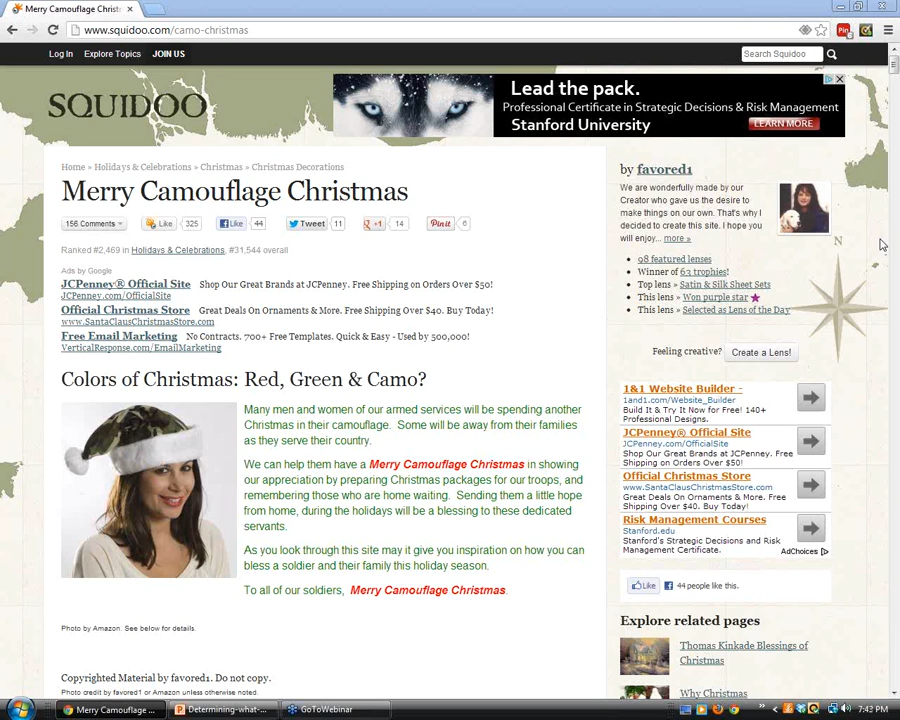 Merry Camouflage Christ
www.squidoo.com/camo-christmas
Pin
Log In Explore Topics JOIN US
Search Squidoo
SQUIDOO
Lead the pack.
Professional Certificate in Strategic Decisions & Risk Management
Stanford University
LEARN MORE
Home » Holidays & Celebrations » Christmas » Christmas Decorations
Merry Camouflage Christmas
156 Comments Like 325 Like 44 Tweet 11 +1 14 Pin it 6
Ranked #2,469 in Holidays & Celebrations, #31,544 overall
Ads by Google
JCPenney® Official Site Shop Our Great Brands at JCPenney. Free Shipping on Orders Over $50!
JCPenney.com/OfficialSite
Official Christmas Store Great Deals On Ornaments & More. Free Shipping Over $40. Buy Today!
www.SantaClausChristmasStore.com
Free Email Marketing No Contracts. 700+ Free Templates. Quick & Easy - Used by 500,000!
VerticalResponse.com/EmailMarketing
Colors of Christmas: Red, Green & Camo?
Many men and women of our armed services will be spending another
Christmas in their camouflage. Some will be away from their families
as they serve their country.
We can help them have a Merry Camouflage Christmas in showing
our appreciation by preparing Christmas packages for our troops, and
remembering those who are home waiting. Sending them a little hope
from home, during the holidays will be a blessing to these dedicated
servants.
As you look through this site may it give you inspiration on how you can
bless a soldier and their family this holiday season.
To all of our soldiers, Merry Camouflage Christmas.
Photo by Amazon. See below for details.
Copyrighted Material by favored1. Do not copy.
Photo credit by favored1 or Amazon unless otherwise noted.
by favored1
We are wonderfully made by our
Creator who gave us the desire to
make things on our own. That's why I
decided to create this site. I hope you
will enjoy... more »
N
98 featured lenses
Winner of 63 trophies!
Top lens » Satin & Silk Sheet Sets
This lens » Won purple star
This lens » Selected as Lens of the Day
Feeling creative? Create a Lens!
1&1 Website Builder -
1and1.com/Website_Builder
Build It & Try It Now for Free! 140+
Professional Designs.
JCPenney® Official Site
JCPenney.com/OfficialSite
Shop Our Great Brands at JCPenney. Free
Shipping on Orders Over $50!
Official Christmas Store
www.SantaClausChristmasStore.com
Great Deals On Ornaments & More. Free
Shipping Over $40. Buy Today!
Risk Management Courses
Stanford.edu
Stanford's Strategic Decisions and Risk
Management Certificate.
AdChoices
Like 44 people like this.
Explore related pages
Thomas Kinkade Blessings of
Christmas
Why Christmas
Merry Camouflage ... Determining-what-... GoToWebinar 7:43 PM